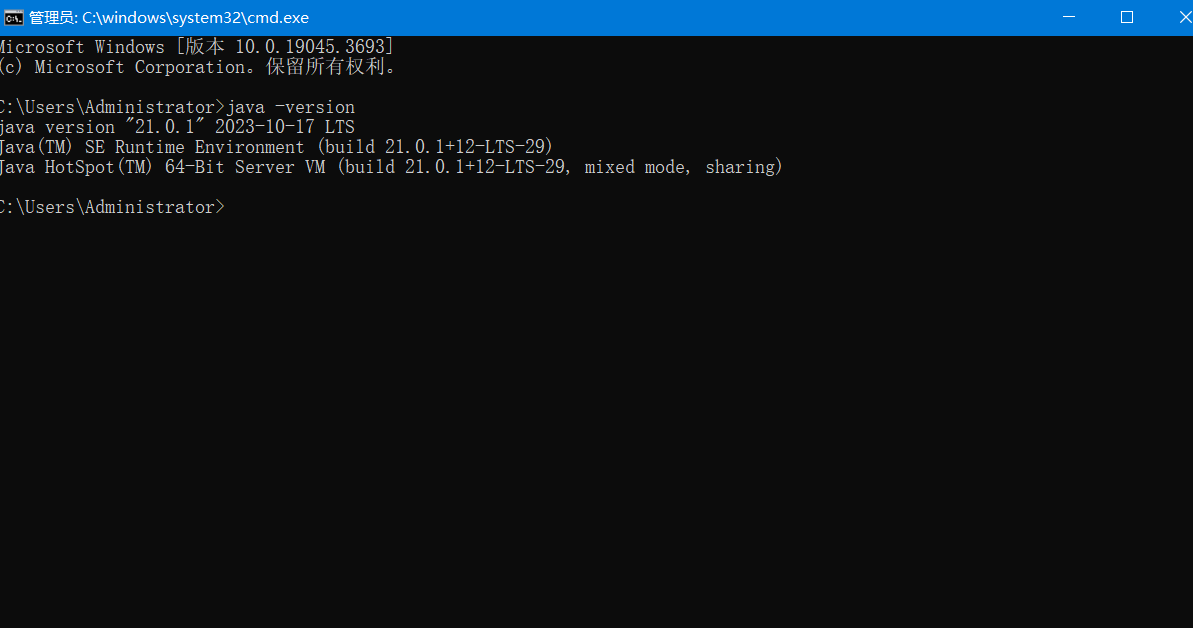 管理员: C:\windows\system32\cmd.exe
Microsoft Windows [版本 10.0.19045.3693]
(c) Microsoft Corporation。保留所有权利。
C:\Users\Administrator>java -version
java version "21.0.1" 2023-10-17 LTS
Java(TM) SE Runtime Environment (build 21.0.1+12-LTS-29)
Java HotSpot(TM) 64-Bit Server VM (build 21.0.1+12-LTS-29, mixed mode, sharing)
C:\Users\Administrator>